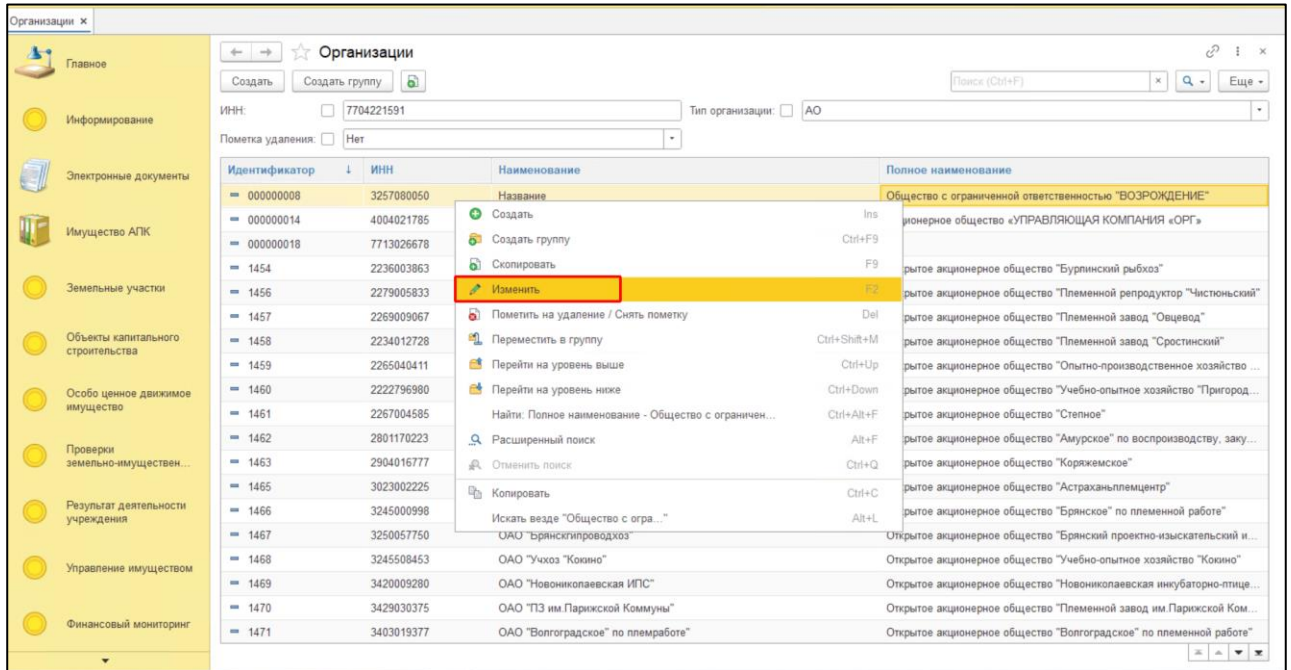 Организации ×
Главное
Информирование
Электронные документы
Имущество АПК
Земельные участки
Объекты капитального
строительства
Особо ценное движимое
имущество
Проверки
земельно-имуществен...
Результат деятельности
учреждения
Управление имуществом
Финансовый мониторинг
Организации
Создать Создать группу Поиск (Ctrl+F) × Еще
ИНН: 7704221591 Тип организации: АО
Пометка удаления: Нет
Идентификатор ↓ ИНН Наименование Полное наименование
000000008 3257080050 Название Общество с ограниченной ответственностью "ВОЗРОЖДЕНИЕ"
000000014 4004021785 ционерное общество «УПРАВЛЯЮЩАЯ КОМПАНИЯ «ОРГ»
000000018 7713026678
1454 2236003863 рытое акционерное общество "Бурлинский рыбхоз"
1456 2279005833 рытое акционерное общество "Племенной репродуктор "Чистюньский"
1457 2269009067 рытое акционерное общество "Племенной завод "Овцевод"
1458 2234012728 рытое акционерное общество "Племенной завод "Сростинский"
1459 2265040411 рытое акционерное общество "Опытно-производственное хозяйство ...
1460 2222796980 рытое акционерное общество "Учебно-опытное хозяйство "Пригород...
1461 2267004585 рытое акционерное общество "Степное"
1462 2801170223 рытое акционерное общество "Амурское" по воспроизводству, заку...
1463 2904016777 рытое акционерное общество "Коряжемское"
1465 3023002225 рытое акционерное общество "Астраханьплемцентр"
1466 3245000998 рытое акционерное общество "Брянское" по племенной работе"
1467 3250057750 ОАО "Брянскгипроводхоз" Открытое акционерное общество "Брянский проектно-изыскательский и...
1468 3245508453 ОАО "Учхоз "Кокино" Открытое акционерное общество "Учебно-опытное хозяйство "Кокино"
1469 3420009280 ОАО "Новониколаевская ИПС" Открытое акционерное общество "Новониколаевская инкубаторно-птице...
1470 3429030375 ОАО "ПЗ им.Парижской Коммуны" Открытое акционерное общество "Племенной завод им.Парижской Ком...
1471 3403019377 ОАО "Волгоградское" по племработе" Открытое акционерное общество "Волгоградское" по племенной работе"
Создать Ins
Создать группу Ctrl+F9
Скопировать F9
Изменить F2
Пометить на удаление / Снять пометку Del
Переместить в группу Ctrl+Shift+M
Перейти на уровень выше Ctrl+Up
Перейти на уровень ниже Ctrl+Down
Найти: Полное наименование - Общество с ограничен... Ctrl+Alt+F
Расширенный поиск Alt+F
Отменить поиск Ctrl+Q
Копировать Ctrl+C
Искать везде "Общество с огра..." Alt+L